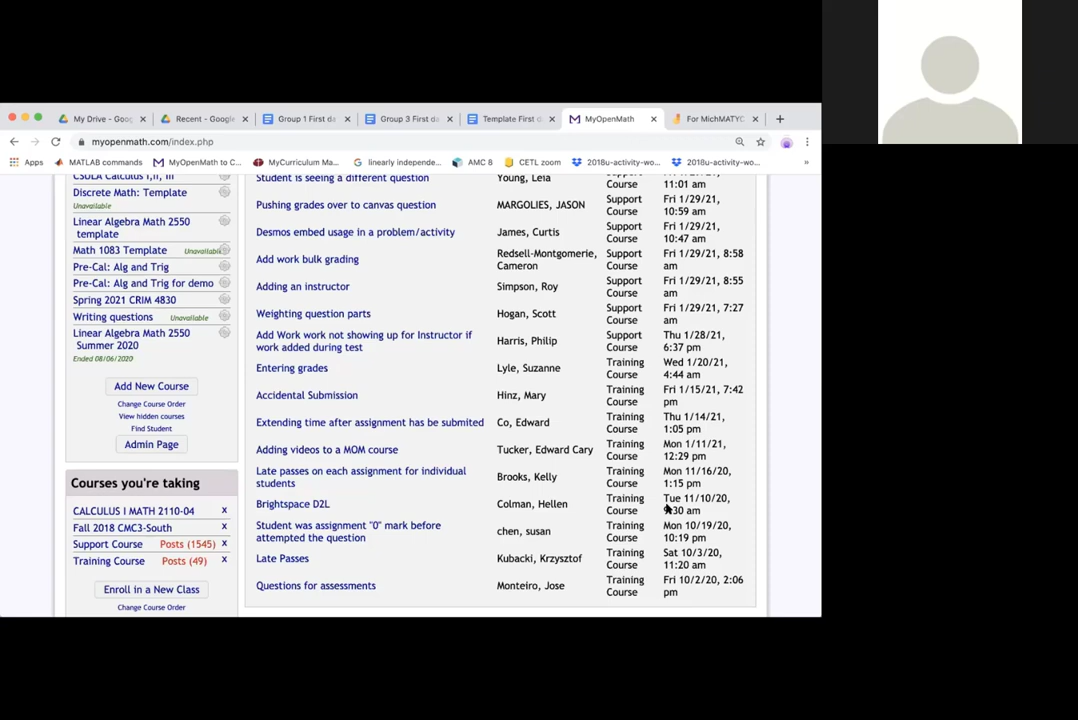 My Drive - Goog
Recent - Google
Group 1 First da
Group 3 First da
Template First d
MyOpenMath
For MichMATYC
myopenmath.com/index.php
Apps
MATLAB commands
MyOpenMath to C...
MyCurriculum Ma...
linearly independe...
AMC 8
CETL zoom
2018u-activity-wo...
2018u-activity-wo...
»
CSULA Calculus I,II, III
Discrete Math: Template
Unavailable
Linear Algebra Math 2550
template
Math 1083 Template Unavailable
Pre-Cal: Alg and Trig
Pre-Cal: Alg and Trig for demo
Spring 2021 CRIM 4830
Writing questions Unavailable
Linear Algebra Math 2550
Summer 2020
Ended 08/06/2020
Add New Course
Change Course Order
View hidden courses
Find Student
Admin Page
Courses you're taking
CALCULUS I MATH 2110-04 x
Fall 2018 CMC3-South x
Support Course Posts (1545) x
Training Course Posts (49) x
Enroll in a New Class
Change Course Order
Student is seeing a different question Young, Leia
Course 11:01 am
Pushing grades over to canvas question MARGOLIES, JASON Support Fri 1/29/21,
Course 10:59 am
Desmos embed usage in a problem/activity James, Curtis Support Fri 1/29/21,
Course 10:47 am
Add work bulk grading Redsell-Montgomerie, Support Fri 1/29/21, 8:58
Cameron Course am
Adding an instructor Simpson, Roy Support Fri 1/29/21, 8:55
Course am
Weighting question parts Hogan, Scott Support Fri 1/29/21, 7:27
Course am
Add Work work not showing up for Instructor if Harris, Philip Support Thu 1/28/21,
work added during test Course 6:37 pm
Entering grades Lyle, Suzanne Training Wed 1/20/21,
Course 4:44 am
Accidental Submission Hinz, Mary Training Fri 1/15/21, 7:42
Course pm
Extending time after assignment has be submited Co, Edward Training Thu 1/14/21,
Course 1:05 pm
Adding videos to a MOM course Tucker, Edward Cary Training Mon 1/11/21,
Course 12:29 pm
Late passes on each assignment for individual Brooks, Kelly Training Mon 11/16/20,
students Course 1:15 pm
Brightspace D2L Colman, Hellen Training Tue 11/10/20,
Course :30 am
Student was assignment "0" mark before chen, susan Training Mon 10/19/20,
attempted the question Course 10:19 pm
Late Passes Kubacki, Krzysztof Training Sat 10/3/20,
Course 11:20 am
Questions for assessments Monteiro, Jose Training Fri 10/2/20, 2:06
Course pm